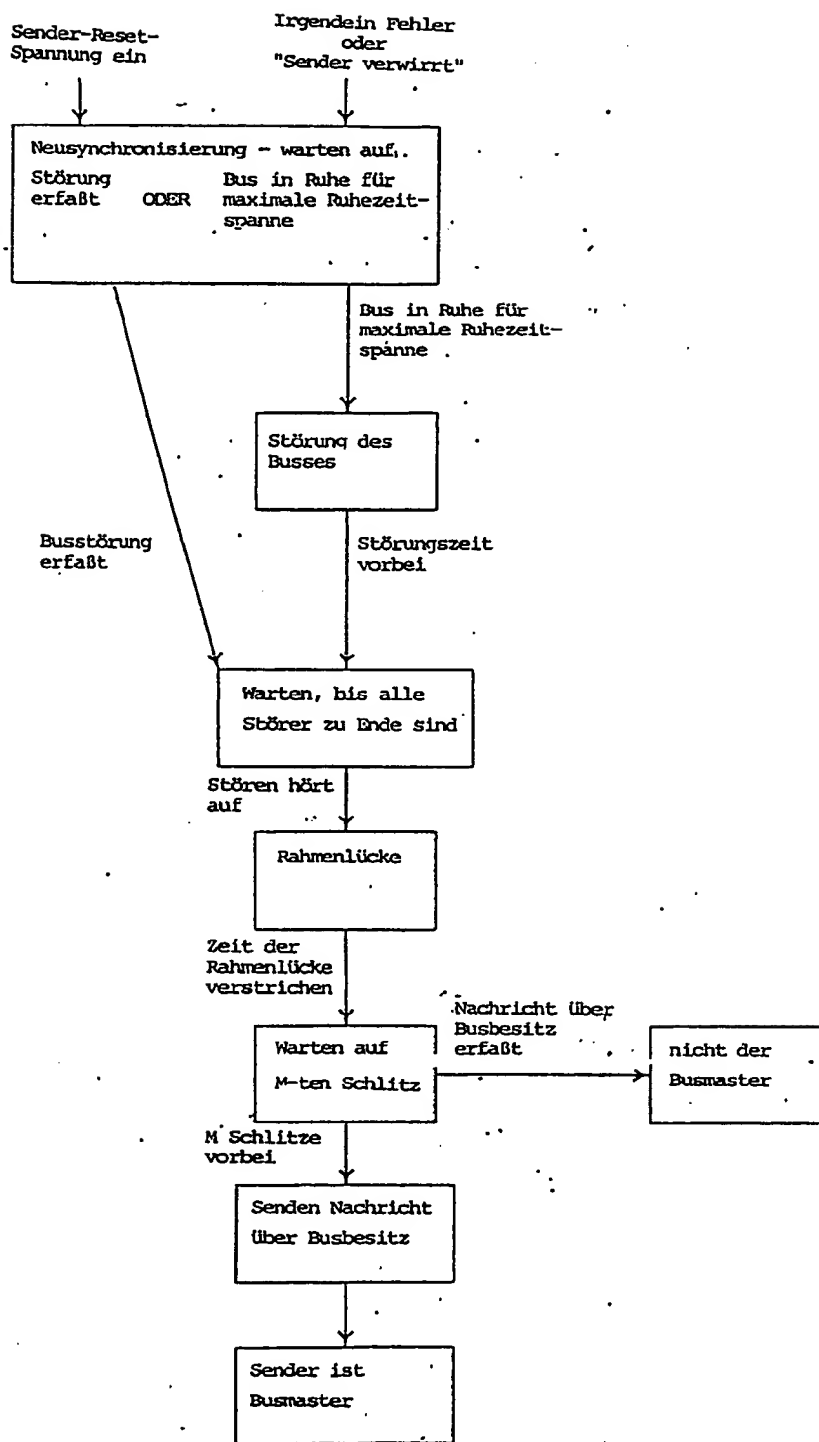 Sender-Reset-
Spannung ein
Irgendein Fehler
oder
"Sender verwirrt"
Neusynchronisierung - warten auf
Störung
erfaßt ODER Bus in Ruhe für
maximale Ruhezeit-
spanne
Bus in Ruhe für
maximale Ruhezeit-
spanne
Störung des
Busses
Busstörung
erfaßt
Störungszeit
vorbei
Warten, bis alle
Störer zu Ende sind
Stören hört
auf
Rahmenlücke
Zeit der
Rahmenlücke
verstrichen
Warten auf
M-ten Schlitz
Nachricht über
Busbesitz
erfaßt
nicht der
Busmaster
M Schlitze
vorbei
Senden Nachricht
über Busbesitz
Sender ist
Busmaster